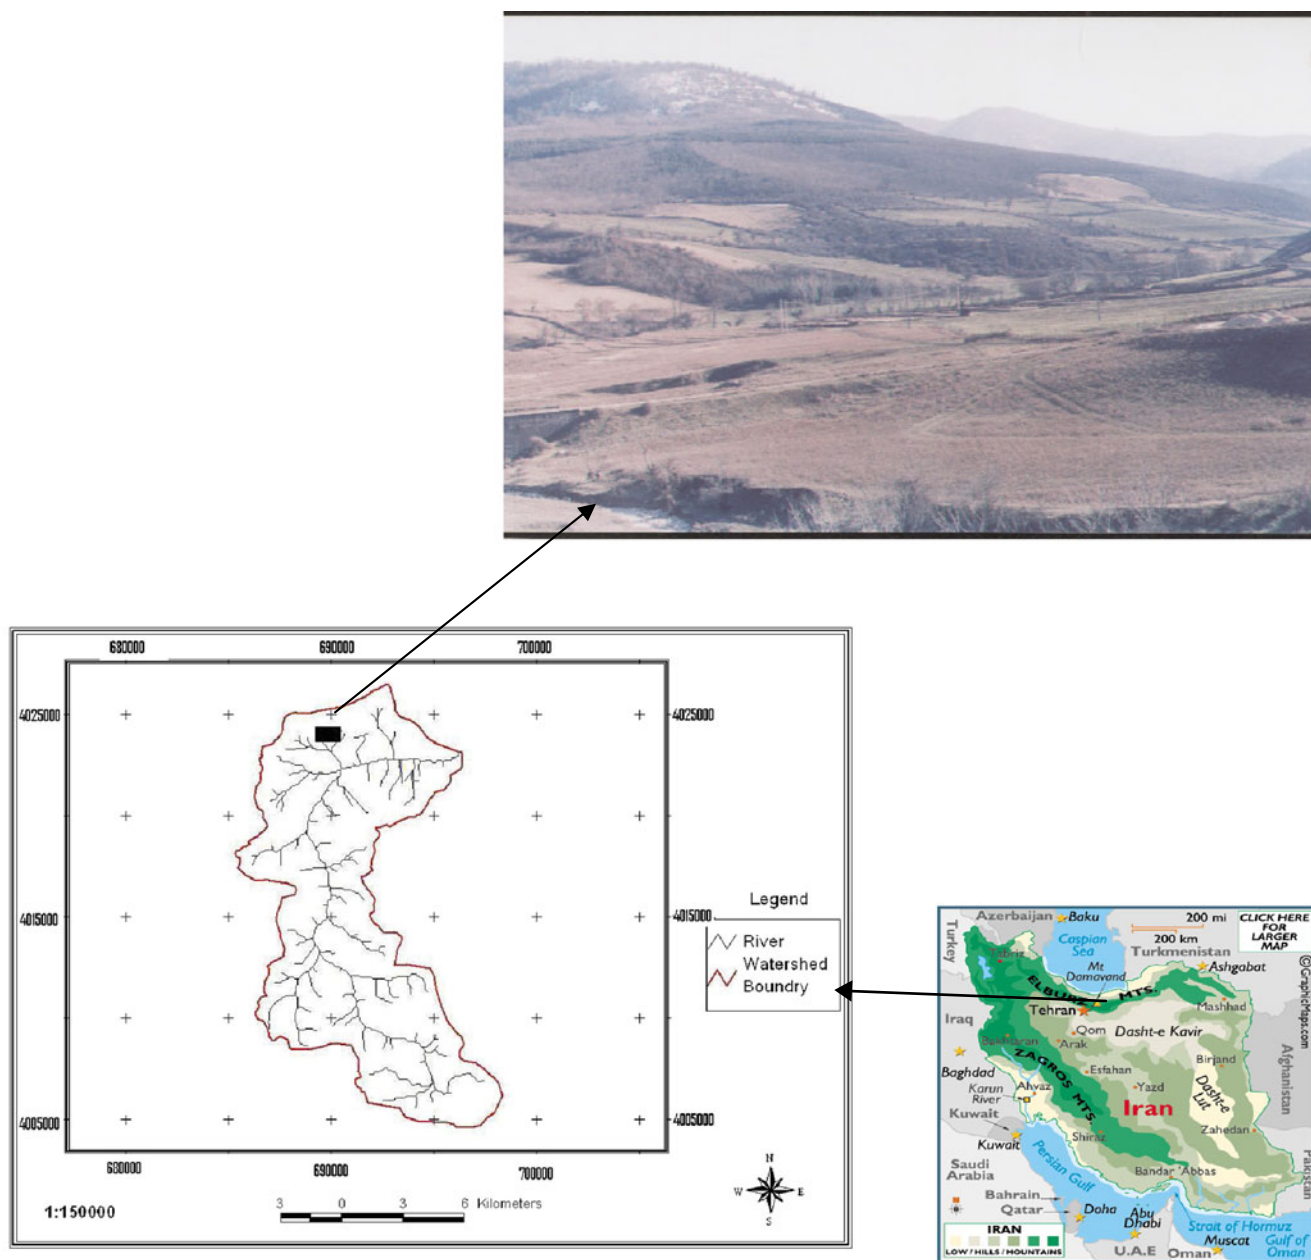 680000 690000 700000
4025000 4025000
4015000 4015000
4005000 4005000
680000 690000 700000
Legend
River
Watershed
Boundry
N
W E
S
3 0 3 6 Kilometers
1:150000
Azerbaijan
Baku
200 mi
200 km
CLICK HERE
FOR
LARGER
MAP
Turkey
Caspian
Sea
Turkmenistan
©GraphicMaps.com
Tabriz
Mt
Damavand
Ashgabat
ELBURZ MTS.
Mashhad
Tehran
Iraq
Qom
Dasht-e Kavir
Bakhtaran
Arak
Afghanistan
Birjand
Baghdad
ZAGROS MTS.
Esfahan
Yazd
Dasht-e
Lut
Karun
River
Ahvaz
Iran
Kuwait
Zahedan
Kuwait
Shiraz
Saudi
Arabia
Persian Gulf
Bandar 'Abbas
Pakistan
Bahrain
Qatar
Doha
Abu
Dhabi
Strait of Hormuz
Muscat
Gulf of
Oman
U.A.E
Oman
IRAN
LOW / HILLS / MOUNTAINS